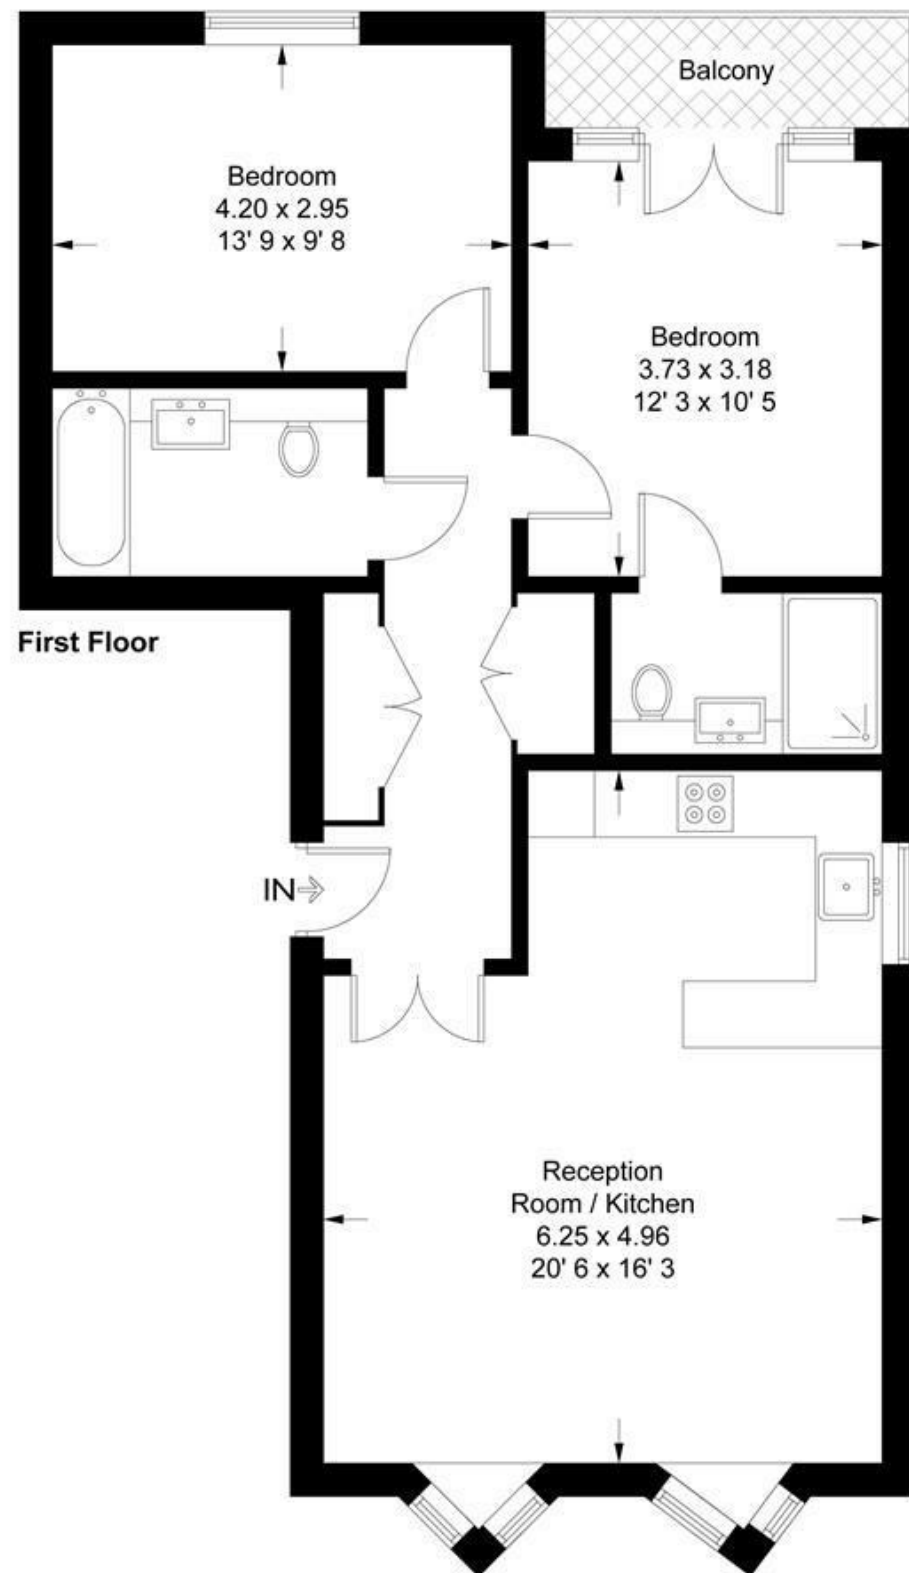 Balcony
Bedroom
4.20 x 2.95
13' 9 x 9' 8
Bedroom
3.73 x 3.18
12' 3 x 10' 5
First Floor
IN
Reception
Room / Kitchen
6.25 x 4.96
20' 6 x 16' 3